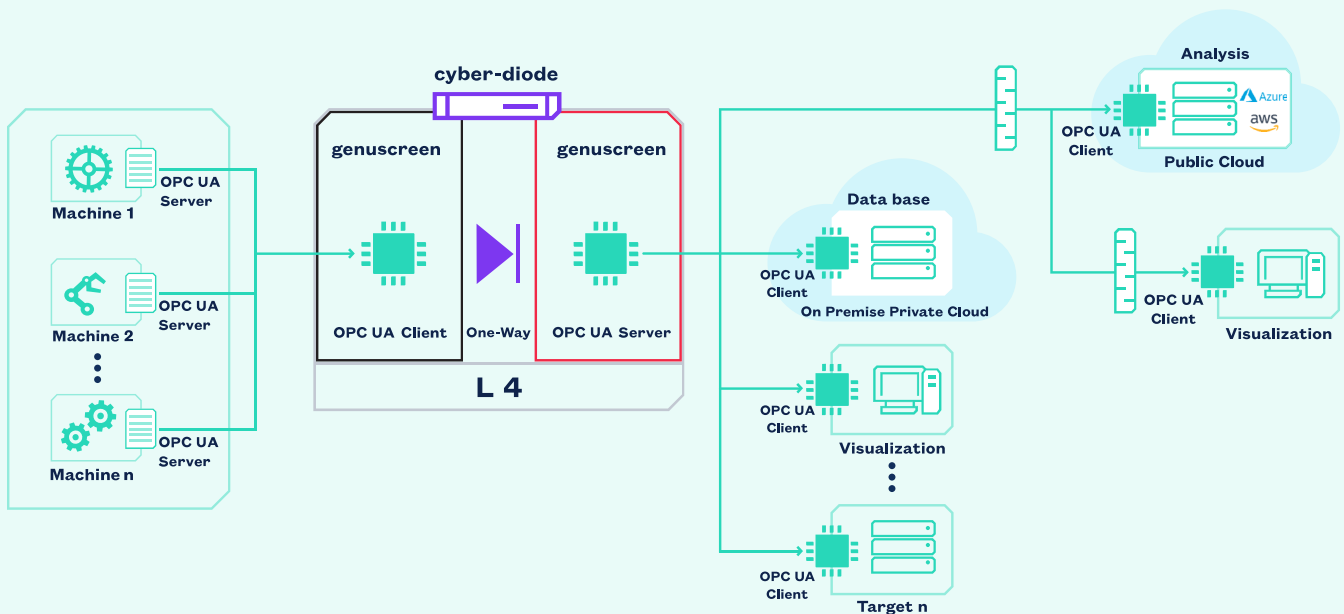 cyber-diode
genuscreen
genuscreen
OPC UA Client
One-Way
OPC UA Server
L 4
OPC UA
Server
Machine 1
OPC UA
Server
Machine 2
OPC UA
Server
Machine n
Analysis
Azure
aws
OPC UA
Client
Public Cloud
Data base
OPC UA
Client
On Premise Private Cloud
OPC UA
Client
Visualization
OPC UA
Client
Visualization
OPC UA
Client
Target n